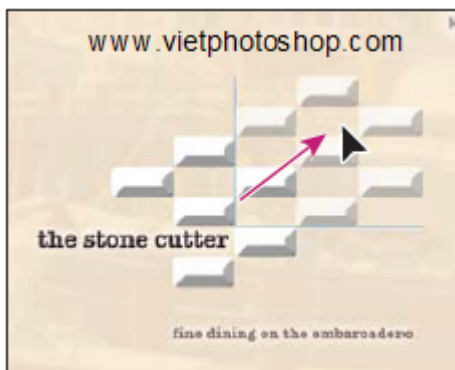 www.vietphotoshop.com
the stone cutter
fine dining on the embarcadero